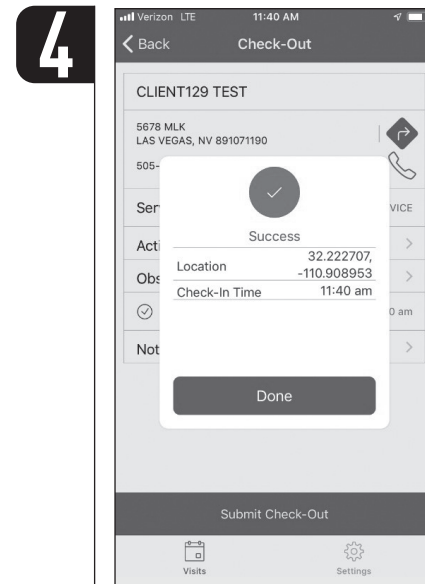 4
Verizon LTE 11:40 AM
Back Check-Out
CLIENT129 TEST
5678 MLK
LAS VEGAS, NV 891071190
505-
Ser VICE
Success
Acti
Location 32.222707,
-110.908953
Obs
Check-In Time 11:40 am
0 am
Not
Done
Submit Check-Out
Visits Settings